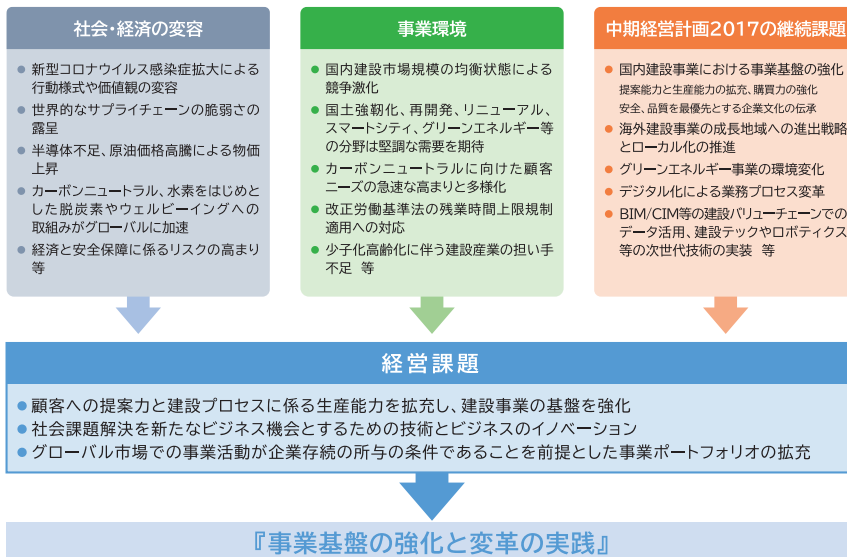 社会・経済の変容
● 新型コロナウイルス感染症拡大による
行動様式や価値観の変容
● 世界的なサプライチェーンの脆弱さの
露呈
● 半導体不足、原油価格高騰による物価
上昇
● カーボンニュートラル、水素をはじめと
した脱炭素やウェルビーイングへの
取組みがグローバルに加速
● 経済と安全保障に係るリスクの高まり
等
事業環境
● 国内建設市場規模の均衡状態による
競争激化
● 国土強靭化、再開発、リニューアル、
スマートシティ、グリーンエネルギー等
の分野は堅調な需要を期待
● カーボンニュートラルに向けた顧客
ニーズの急速な高まりと多様化
● 改正労働基準法の残業時間上限規制
適用への対応
● 少子化高齢化に伴う建設産業の担い手
不足 等
中期経営計画2017の継続課題
● 国内建設事業における事業基盤の強化
提案能力と生産能力の拡充、購買力の強化
安全、品質を最優先とする企業文化の伝承
● 海外建設事業の成長地域への進出戦略
とローカル化の推進
● グリーンエネルギー事業の環境変化
● デジタル化による業務プロセス変革
● BIM/CIM等の建設バリューチェーンでの
データ活用、建設テックやロボティクス
等の次世代技術の実装 等
経営課題
● 顧客への提案力と建設プロセスに係る生産能力を拡充し、建設事業の基盤を強化
● 社会課題解決を新たなビジネス機会とするための技術とビジネスのイノベーション
● グローバル市場での事業活動が企業存続の所与の条件であることを前提とした事業ポートフォリオの拡充
『事業基盤の強化と変革の実践』